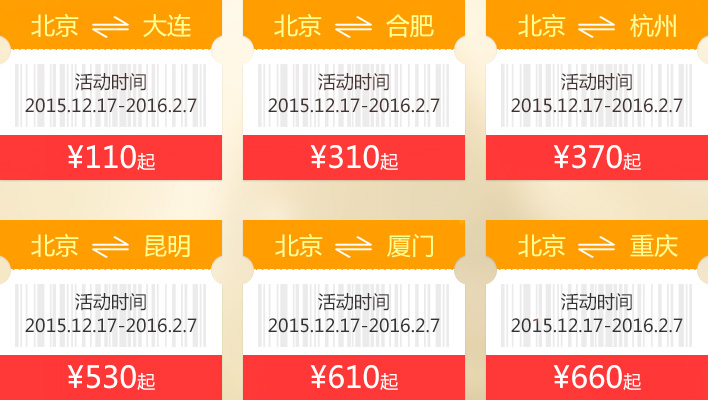 北京 ⇌ 大连
活动时间
2015.12.17-2016.2.7
¥110起
北京 ⇌ 合肥
活动时间
2015.12.17-2016.2.7
¥310起
北京 ⇌ 杭州
活动时间
2015.12.17-2016.2.7
¥370起
北京 ⇌ 昆明
活动时间
2015.12.17-2016.2.7
¥530起
北京 ⇌ 厦门
活动时间
2015.12.17-2016.2.7
¥610起
北京 ⇌ 重庆
活动时间
2015.12.17-2016.2.7
¥660起